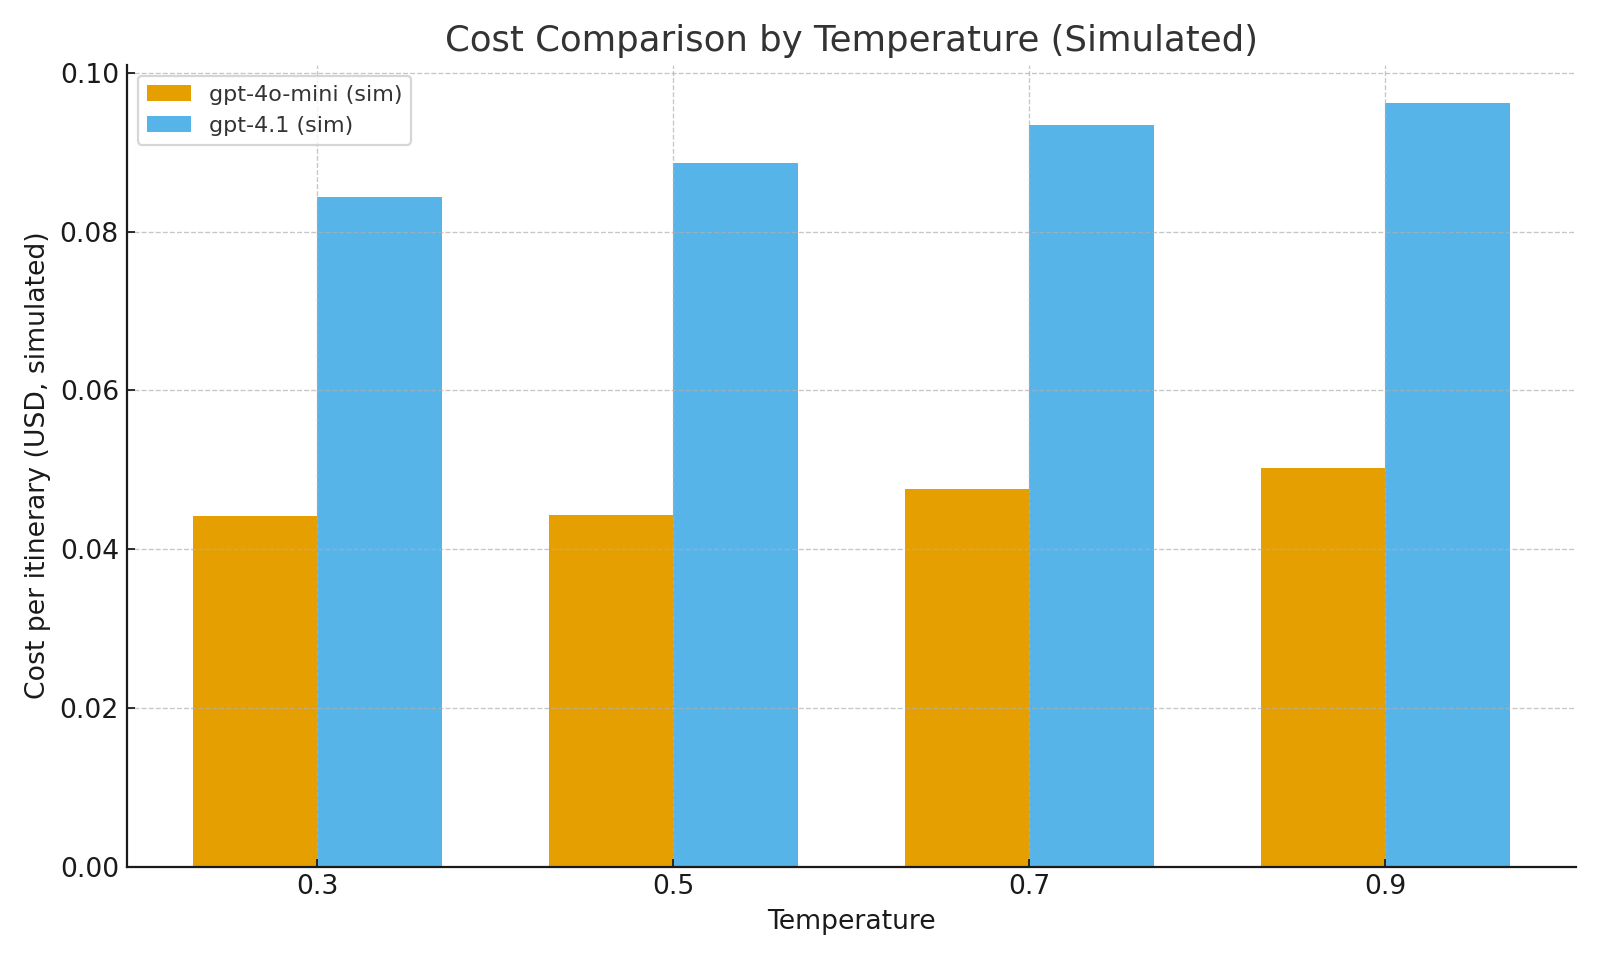 Cost Comparison by Temperature (Simulated)
gpt-4o-mini (sim)
gpt-4.1 (sim)
Cost per itinerary (USD, simulated)
0.10
0.08
0.06
0.04
0.02
0.00
0.3 0.5 0.7 0.9
Temperature